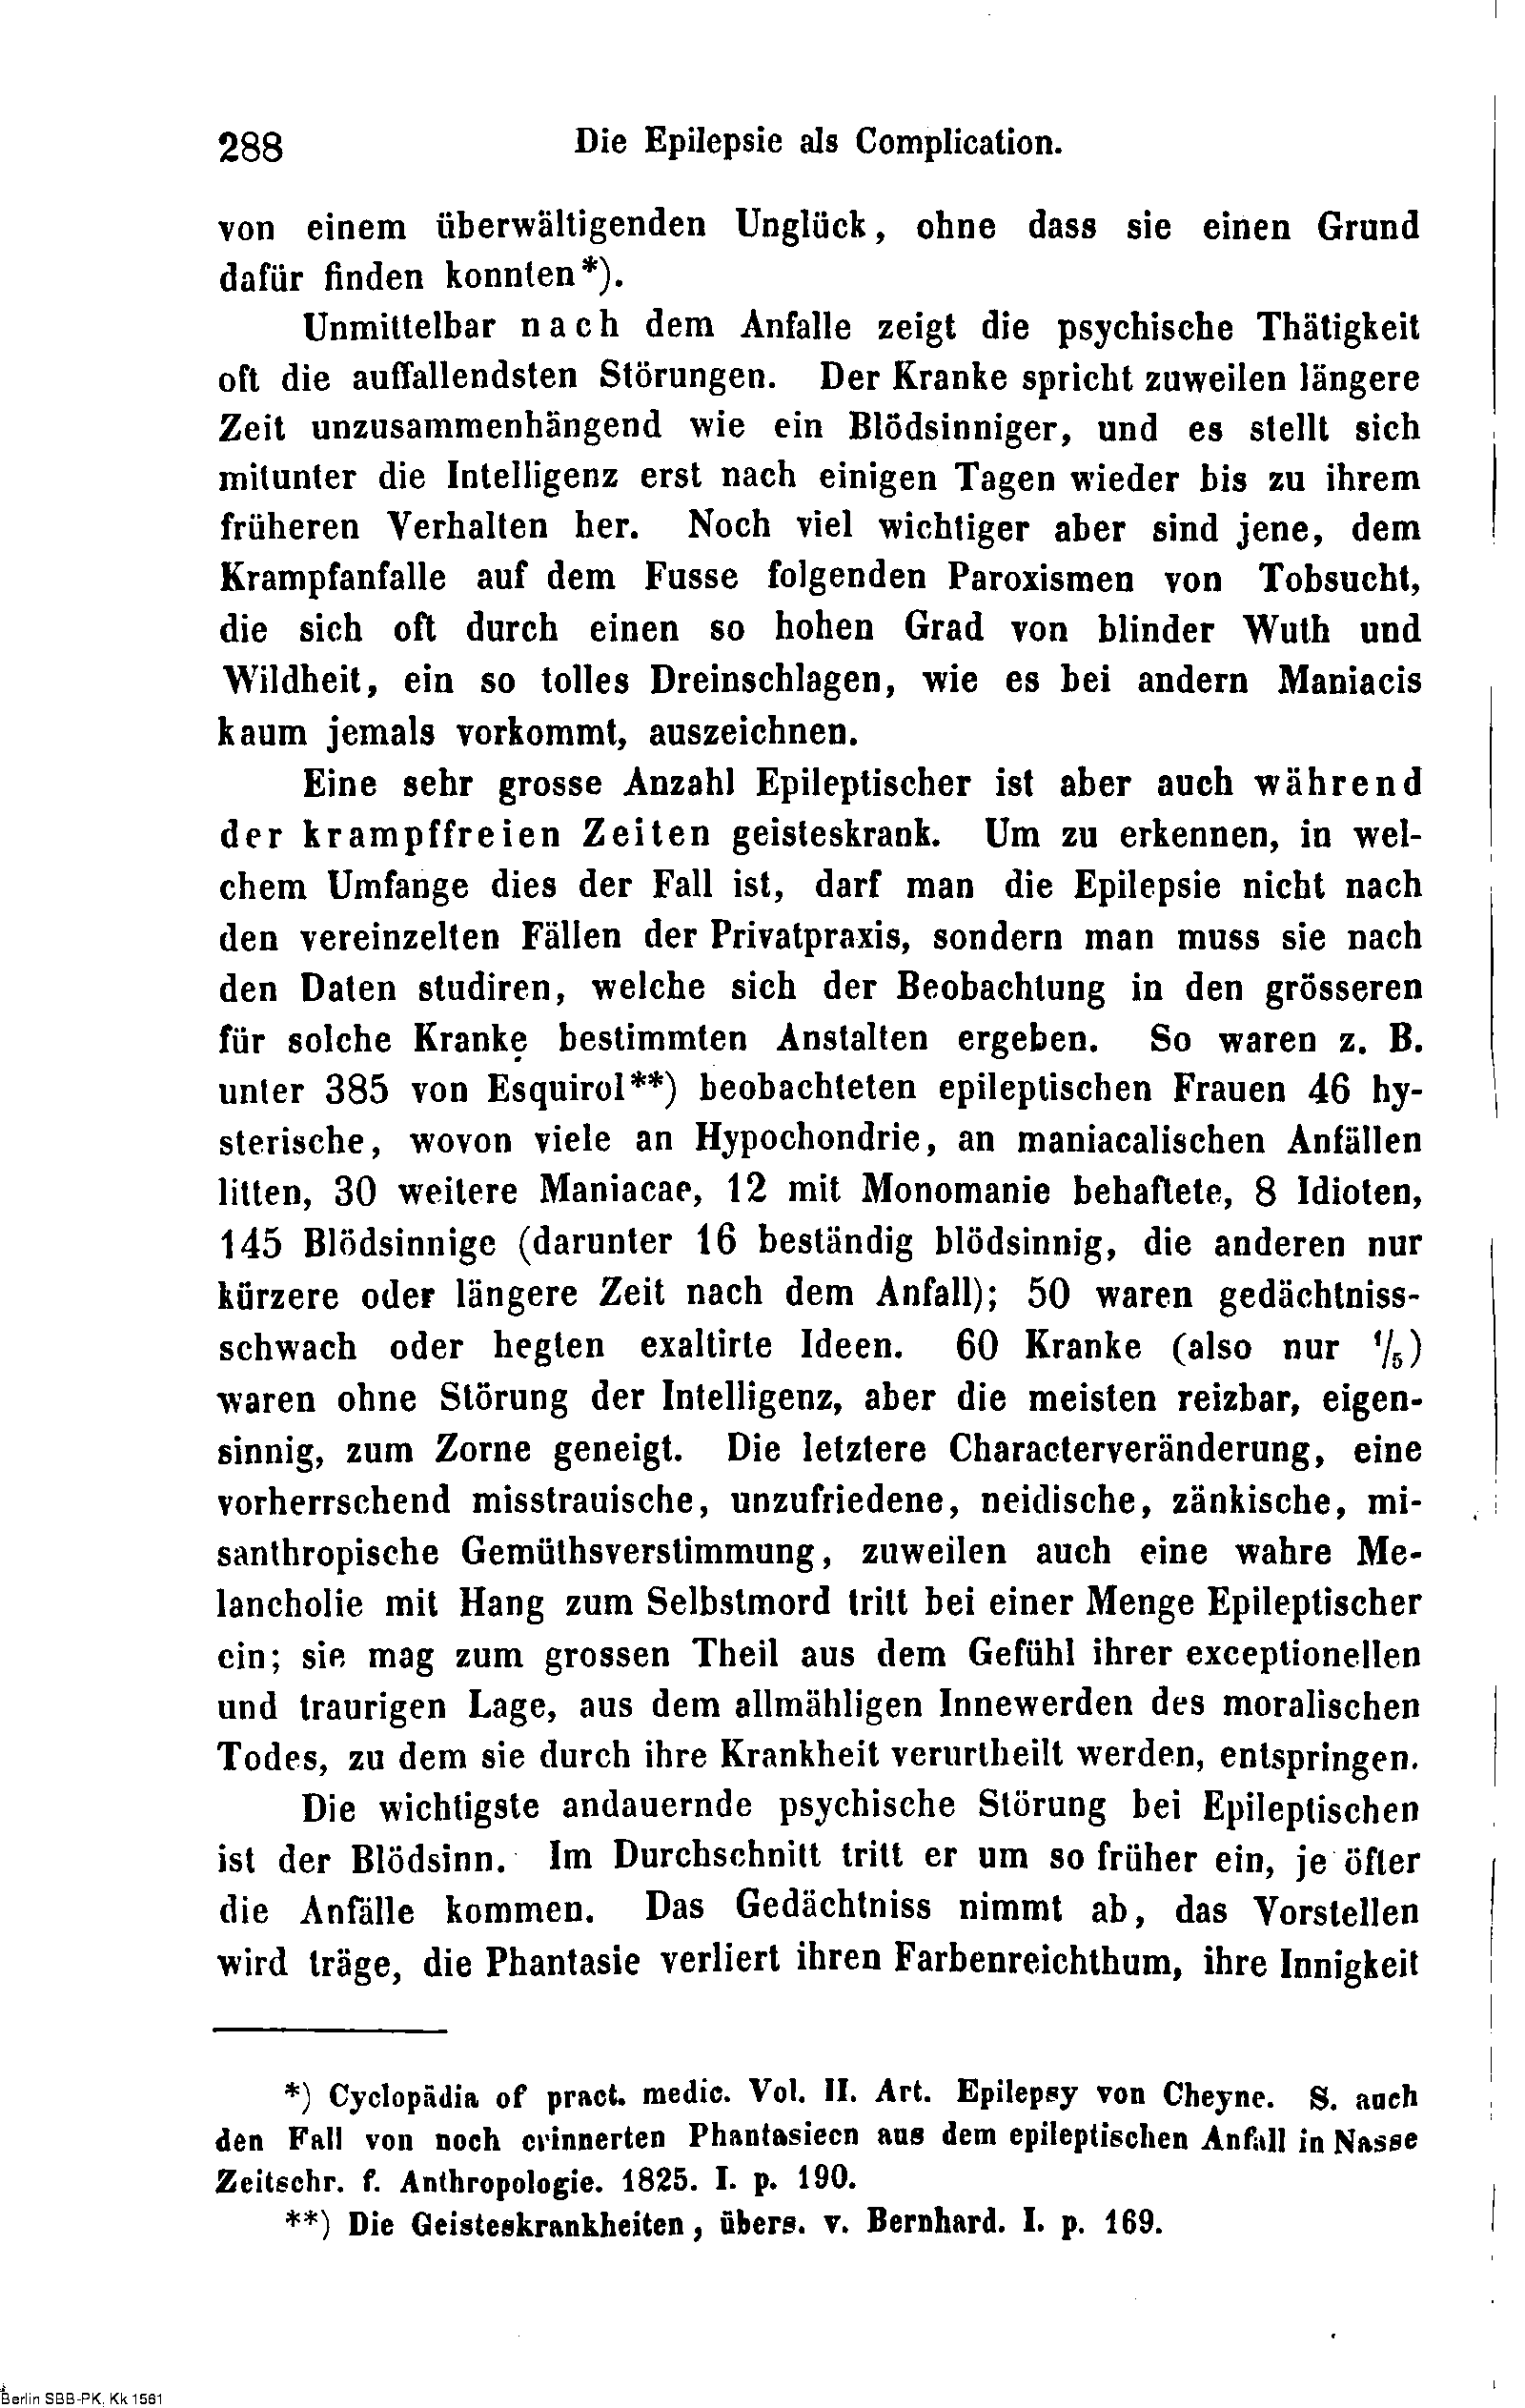 288 Die Epilepsie als Complication.
von einem überwältigenden Unglück, ohne dass sie einen Grund
dafür finden konnten*).
Unmittelbar nach dem Anfalle zeigt die psychische Thätigkeit
oft die auffallendsten Störungen. Der Kranke spricht zuweilen längere
Zeit unzusammenhängend wie ein Blödsinniger, und es stellt sich
mitunter die Intelligenz erst nach einigen Tagen wieder bis zu ihrem
früheren Verhalten her. Noch viel wichtiger aber sind jene, dem
Krampfanfalle auf dem Fusse folgenden Paroxismen von Tobsucht,
die sich oft durch einen so hohen Grad von blinder Wuth und
Wildheit, ein so tolles Dreinschlagen, wie es bei andern Maniacis
kaum jemals vorkommt, auszeichnen.
Eine sehr grosse Anzahl Epileptischer ist aber auch während
der krampffreien Zeiten geisteskrank. Um zu erkennen, in wel-
chem Umfange dies der Fall ist, darf man die Epilepsie nicht nach
den vereinzelten Fällen der Privatpraxis, sondern man muss sie nach
den Daten studiren, welche sich der Beobachtung in den grösseren
für solche Kranke bestimmten Anstalten ergeben. So waren z. B.
unter 385 von Esquirol**) beobachteten epileptischen Frauen 46 hy-
sterische, wovon viele an Hypochondrie, an maniacalischen Anfällen
litten, 30 weitere Maniacae, 12 mit Monomanie behaftete, 8 Idioten,
145 Blödsinnige (darunter 16 beständig blödsinnig, die anderen nur
kürzere oder längere Zeit nach dem Anfall); 50 waren gedächtniss-
schwach oder hegten exaltirte Ideen. 60 Kranke (also nur 1/5)
waren ohne Störung der Intelligenz, aber die meisten reizbar, eigen-
sinnig, zum Zorne geneigt. Die letztere Characterveränderung, eine
vorherrschend misstrauische, unzufriedene, neidische, zänkische, mi-
santhropische Gemüthsverstimmung, zuweilen auch eine wahre Me-
lancholie mit Hang zum Selbstmord tritt bei einer Menge Epileptischer
ein; sie mag zum grossen Theil aus dem Gefühl ihrer exceptionellen
und traurigen Lage, aus dem allmähligen Innewerden des moralischen
Todes, zu dem sie durch ihre Krankheit verurtheilt werden, entspringen.
Die wichtigste andauernde psychische Störung bei Epileptischen
ist der Blödsinn. Im Durchschnitt tritt er um so früher ein, je öfter
die Anfälle kommen. Das Gedächtniss nimmt ab, das Vorstellen
wird träge, die Phantasie verliert ihren Farbenreichthum, ihre Innigkeit
*) Cyclopädia of pract. medic. Vol. II. Art. Epilepsy von Cheyne. S. auch
den Fall von noch erinnerten Phantasieen aus dem epileptischen Anfall in Nasse
Zeitschr. f. Anthropologie. 1825. I. p. 190.
**) Die Geisteskrankheiten, übers. v. Bernhard. I. p. 169.
Berlin SBB-PK, Kk 1561